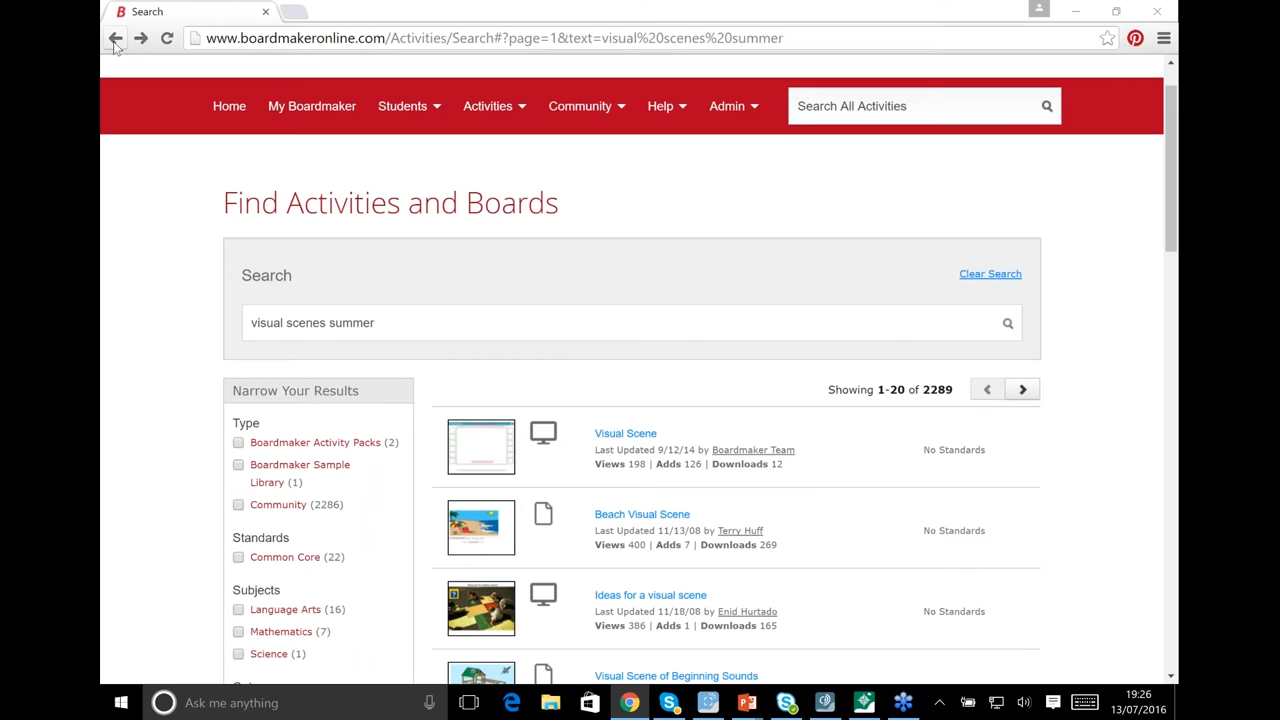 Search
www.boardmakeronline.com/Activities/Search#?page=1&text=visual%20scenes%20summer
Home My Boardmaker Students Activities Community Help Admin Search All Activities
Find Activities and Boards
Search
Clear Search
visual scenes summer
Narrow Your Results
Showing 1-20 of 2289
Type
Boardmaker Activity Packs (2)
Boardmaker Sample
Library (1)
Community (2286)
Standards
Common Core (22)
Subjects
Language Arts (16)
Mathematics (7)
Science (1)
Visual Scene
Last Updated 9/12/14 by Boardmaker Team
Views 198 | Adds 126 | Downloads 12
No Standards
Beach Visual Scene
Last Updated 11/13/08 by Terry Huff
Views 400 | Adds 7 | Downloads 269
No Standards
Ideas for a visual scene
Last Updated 11/18/08 by Enid Hurtado
Views 386 | Adds 1 | Downloads 165
No Standards
Visual Scene of Beginning Sounds
Ask me anything
19:26
13/07/2016